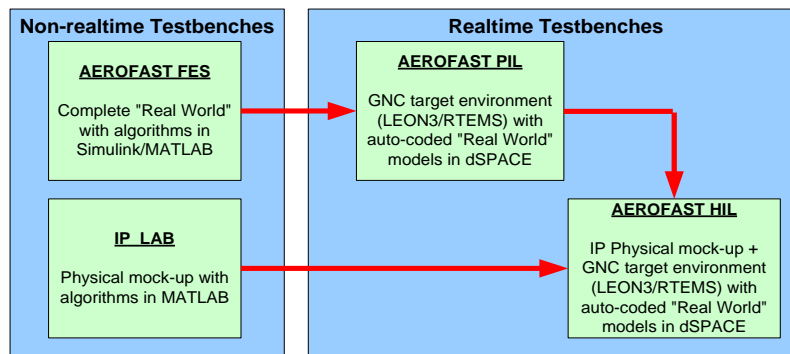 Non-realtime Testbenches
AEROFAST FES
Complete "Real World"
with algorithms in
Simulink/MATLAB
IP_LAB
Physical mock-up with
algorithms in MATLAB
Realtime Testbenches
AEROFAST PIL
GNC target environment
(LEON3/RTEMS) with
auto-coded "Real World"
models in dSPACE
AEROFAST HIL
IP Physical mock-up +
GNC target environment
(LEON3/RTEMS) with
auto-coded "Real World"
models in dSPACE